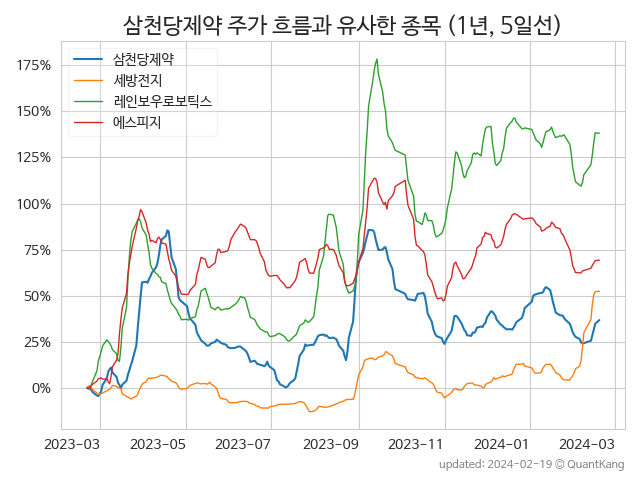 삼천당제약 주가 흐름과 유사한 종목 (1년, 5일선)
삼천당제약
세방전지
레인보우로보틱스
에스피지
175%
150%
125%
100%
75%
50%
25%
0%
2023-03 2023-05 2023-07 2023-09 2023-11 2024-01 2024-03
updated: 2024-02-19 © QuantKang